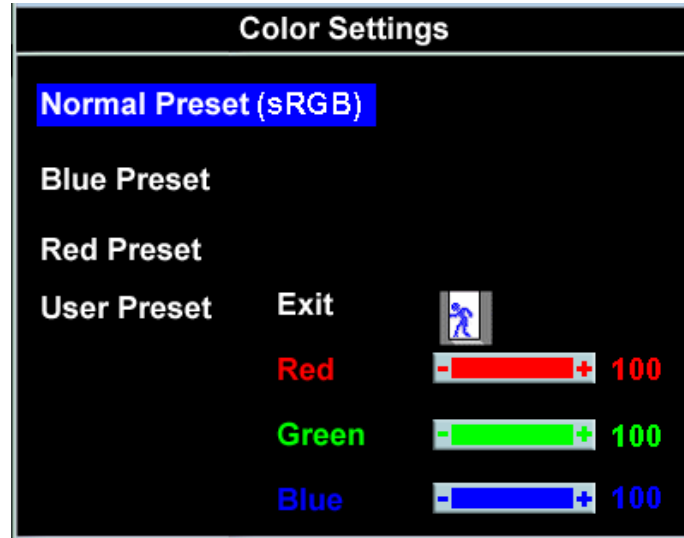 Color Settings
Normal Preset (sRGB)
Blue Preset
Red Preset
User Preset Exit
Red - + 100
Green - + 100
Blue - + 100